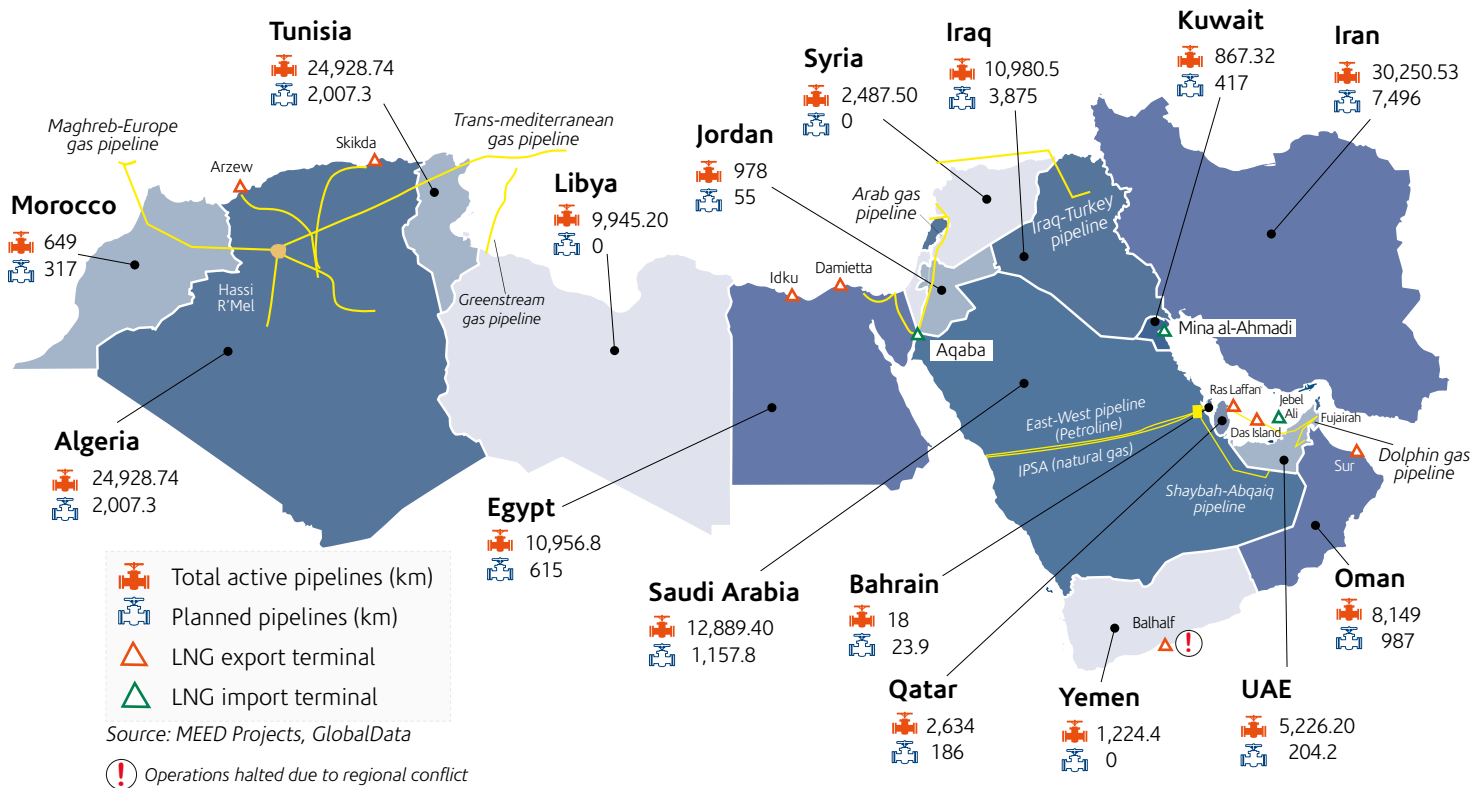 Tunisia
24,928.74
2,007.3
Syria
2,487.50
0
Iraq
10,980.5
3,875
Kuwait
867.32
417
Iran
30,250.53
7,496
Maghreb-Europe
gas pipeline
Skikda
Arzew
Trans-mediterranean
gas pipeline
Jordan
978
55
Libya
9,945.20
0
Morocco
649
317
Arab gas
pipeline
Iraq-Turkey
pipeline
Hassi
R'Mel
Greenstream
gas pipeline
Idku
Damietta
Aqaba
Mina al-Ahmadi
Ras Laffan
Jebel
Ali
Das Island
Fujairah
Dolphin gas
pipeline
Sur
East-West pipeline
(Petroline)
IPSA (natural gas)
Shaybah-Abqaiq
pipeline
Algeria
24,928.74
2,007.3
Egypt
10,956.8
615
Saudi Arabia
12,889.40
1,157.8
Bahrain
18
23.9
Oman
8,149
987
Balhalf
!
Qatar
2,634
186
Yemen
1,224.4
0
UAE
5,226.20
204.2
Total active pipelines (km)
Planned pipelines (km)
LNG export terminal
LNG import terminal
Source: MEED Projects, GlobalData
! Operations halted due to regional conflict